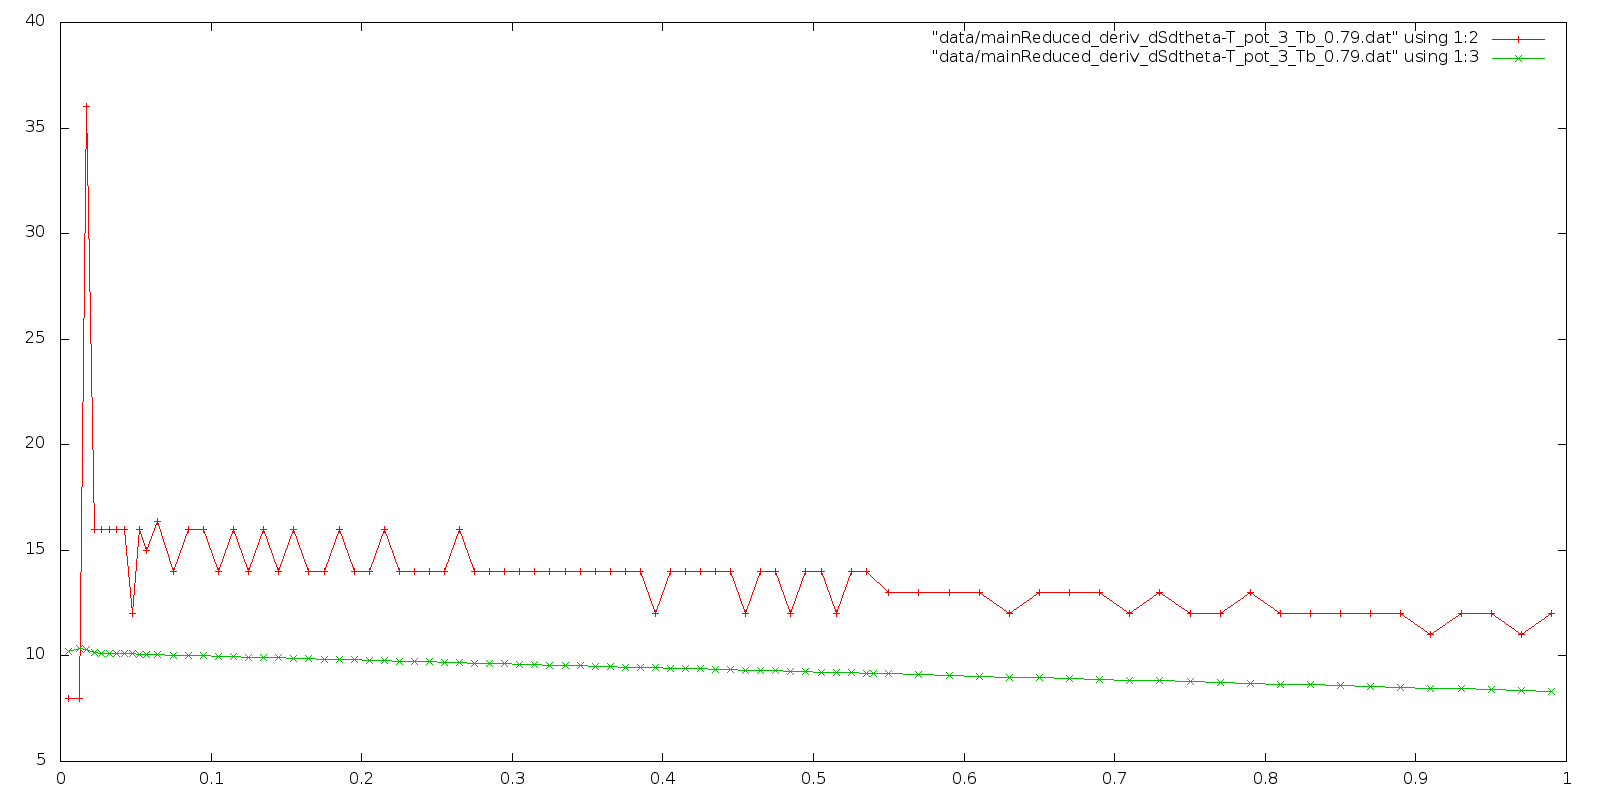 "data/mainReduced_deriv_dSdtheta-T_pot_3_Tb_0.79.dat" using 1:2
"data/mainReduced_deriv_dSdtheta-T_pot_3_Tb_0.79.dat" using 1:3
40
35
30
25
20
15
10
5
0 0.1 0.2 0.3 0.4 0.5 0.6 0.7 0.8 0.9 1